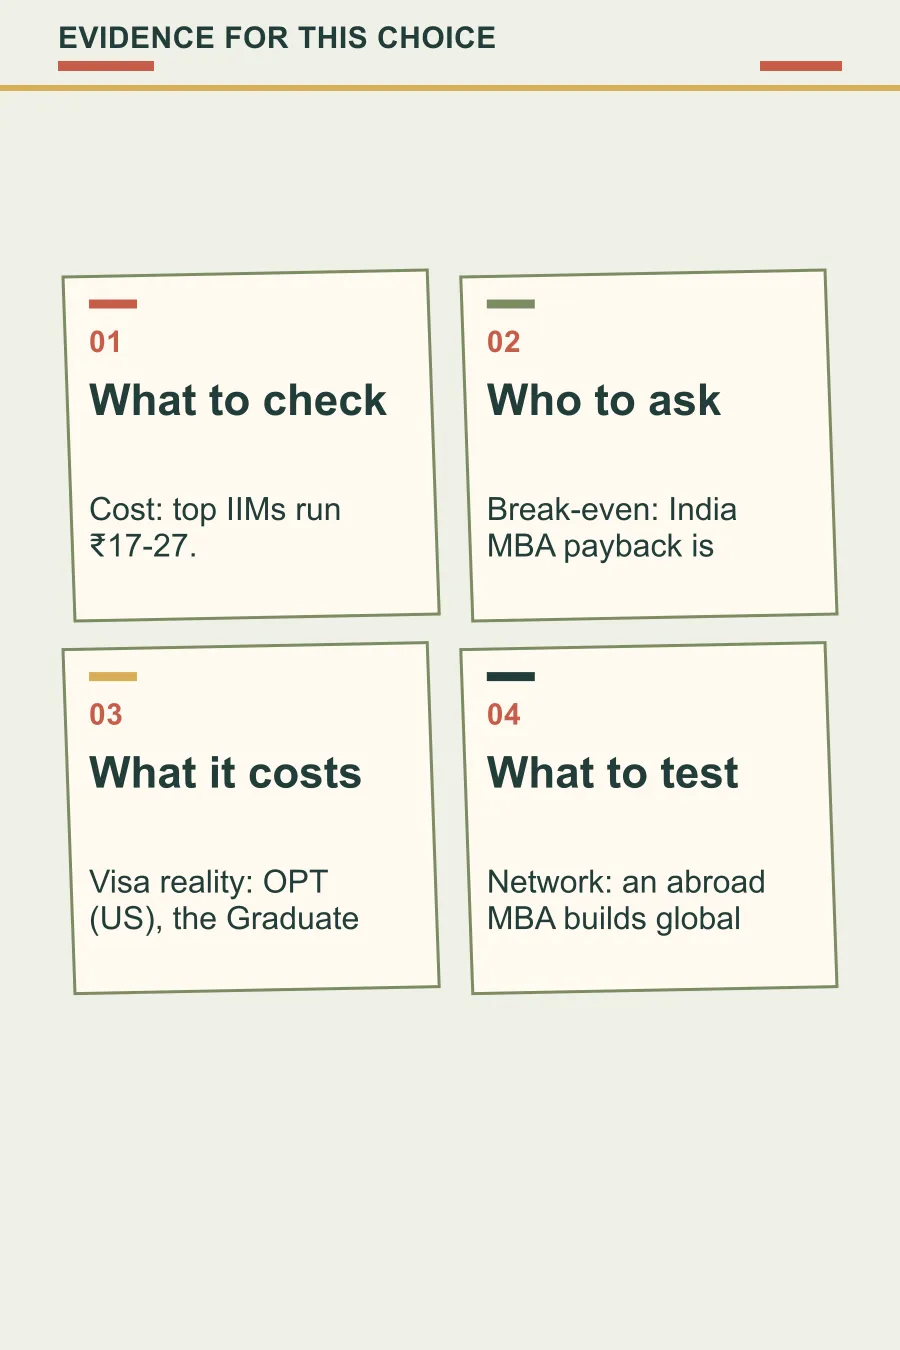 EVIDENCE FOR THIS CHOICE
01
What to check
Cost: top IIMs run
₹17-27.
02
Who to ask
Break-even: India
MBA payback is
03
What it costs
Visa reality: OPT
(US), the Graduate
04
What to test
Network: an abroad
MBA builds global